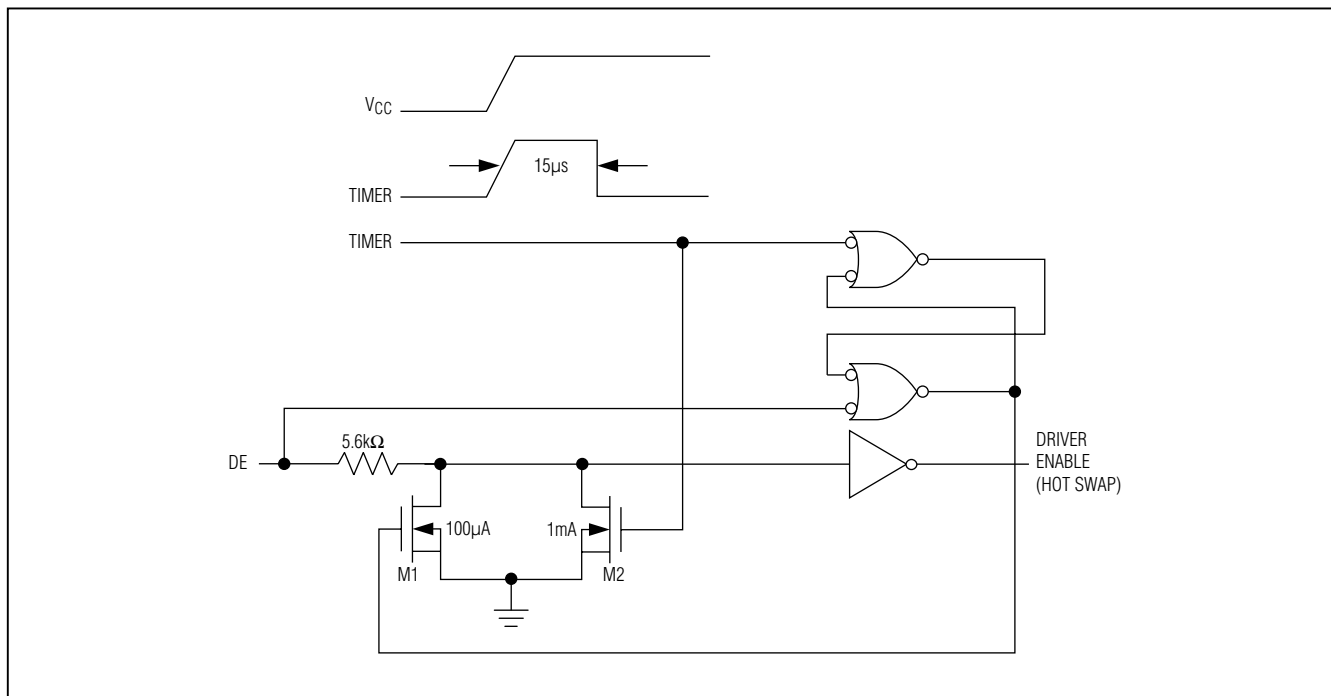 VCC
15µs
TIMER
TIMER
5.6kΩ
DE
DRIVER
ENABLE
(HOT SWAP)
100µA
1mA
M1
M2